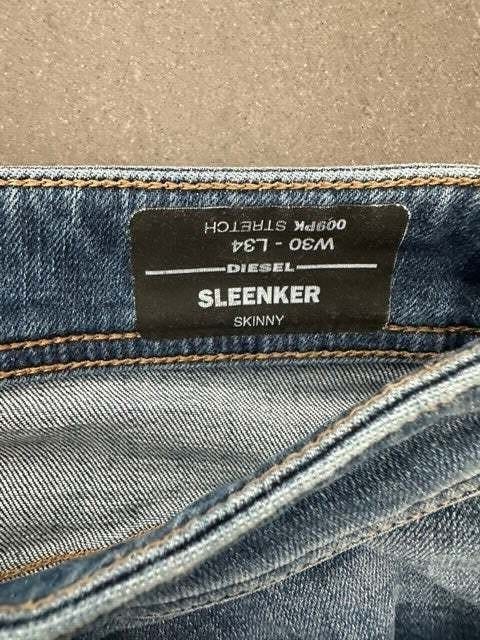 009PK STRETCH
W30 - L34
DIESEL
SLEENKER
SKINNY